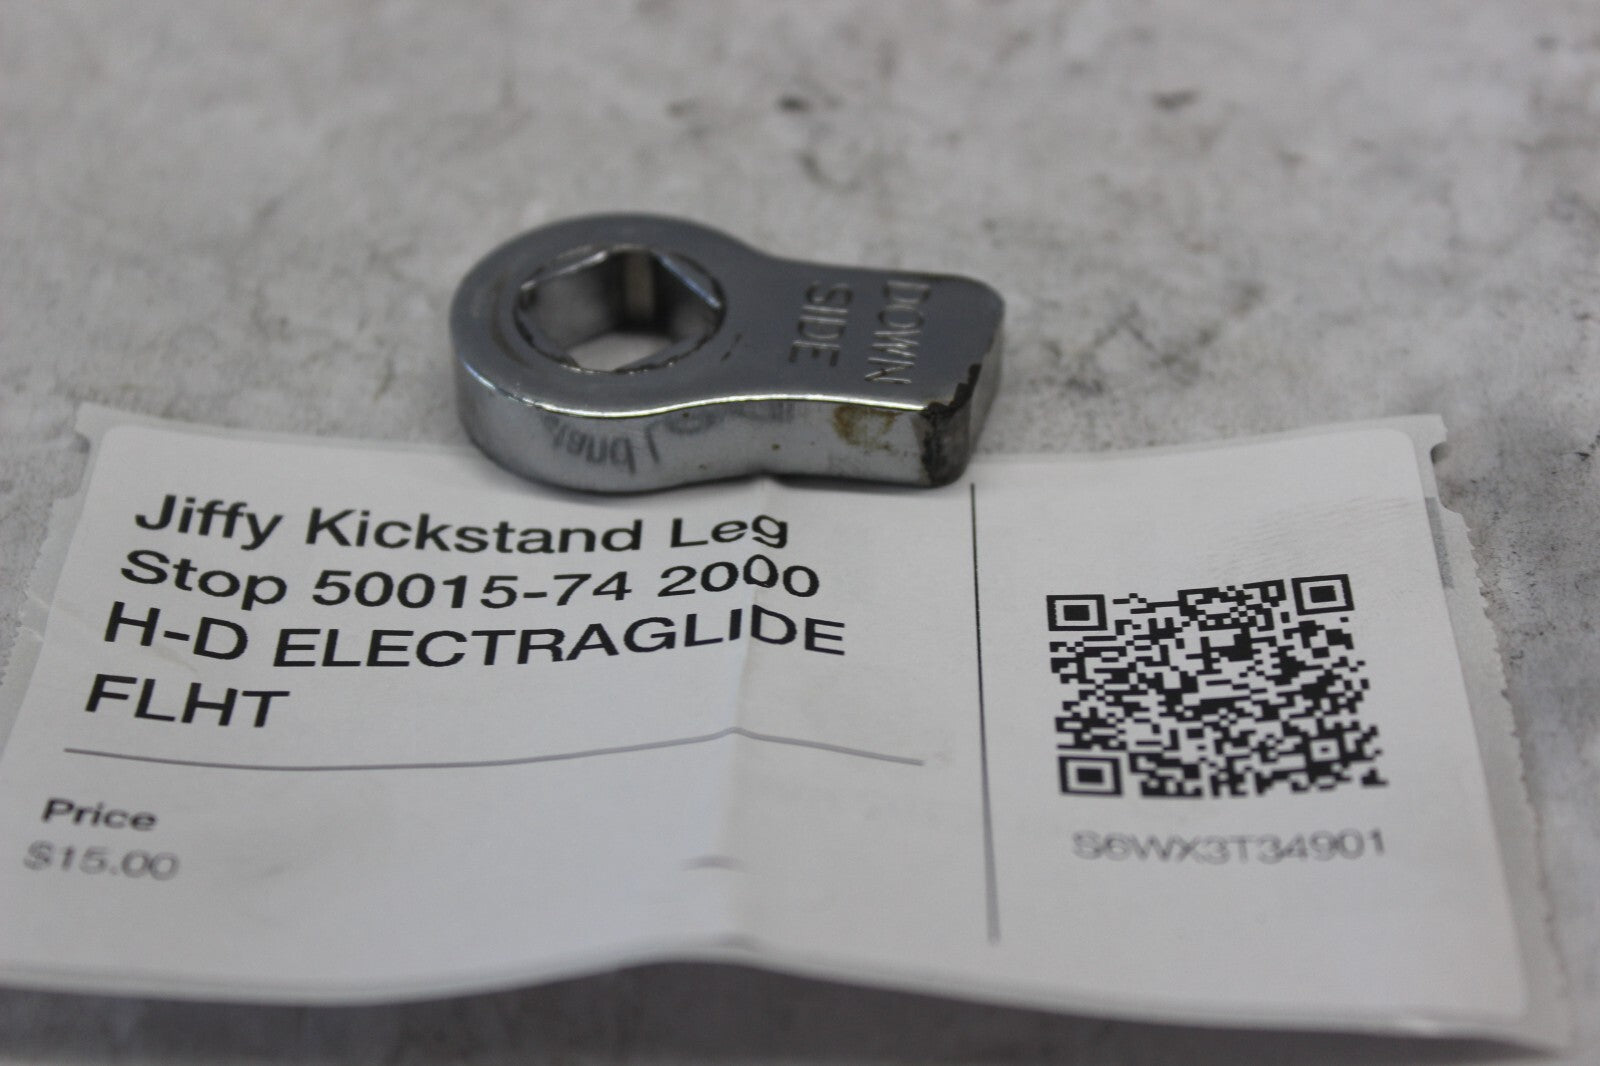 DOWN
SIDE
Jiffy Kickstand Leg
Stop 50015-74 2000
H-D ELECTRAGLIDE
FLHT
Price
$15.00
S6WX3T34901